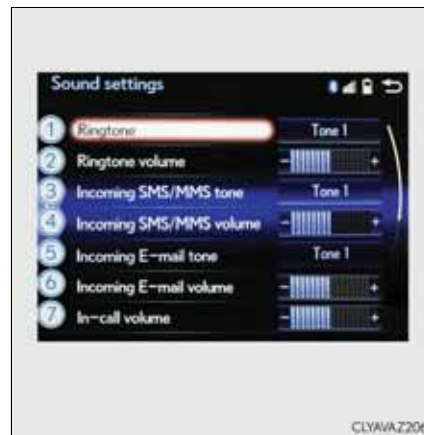 Sound settings
1 Ringtone Tone 1
2 Ringtone volume - +
3 Incoming SMS/MMS tone Tone 1
4 Incoming SMS/MMS volume - +
5 Incoming E-mail tone Tone 1
6 Incoming E-mail volume - +
7 In-call volume - +
CLYAVAZ206